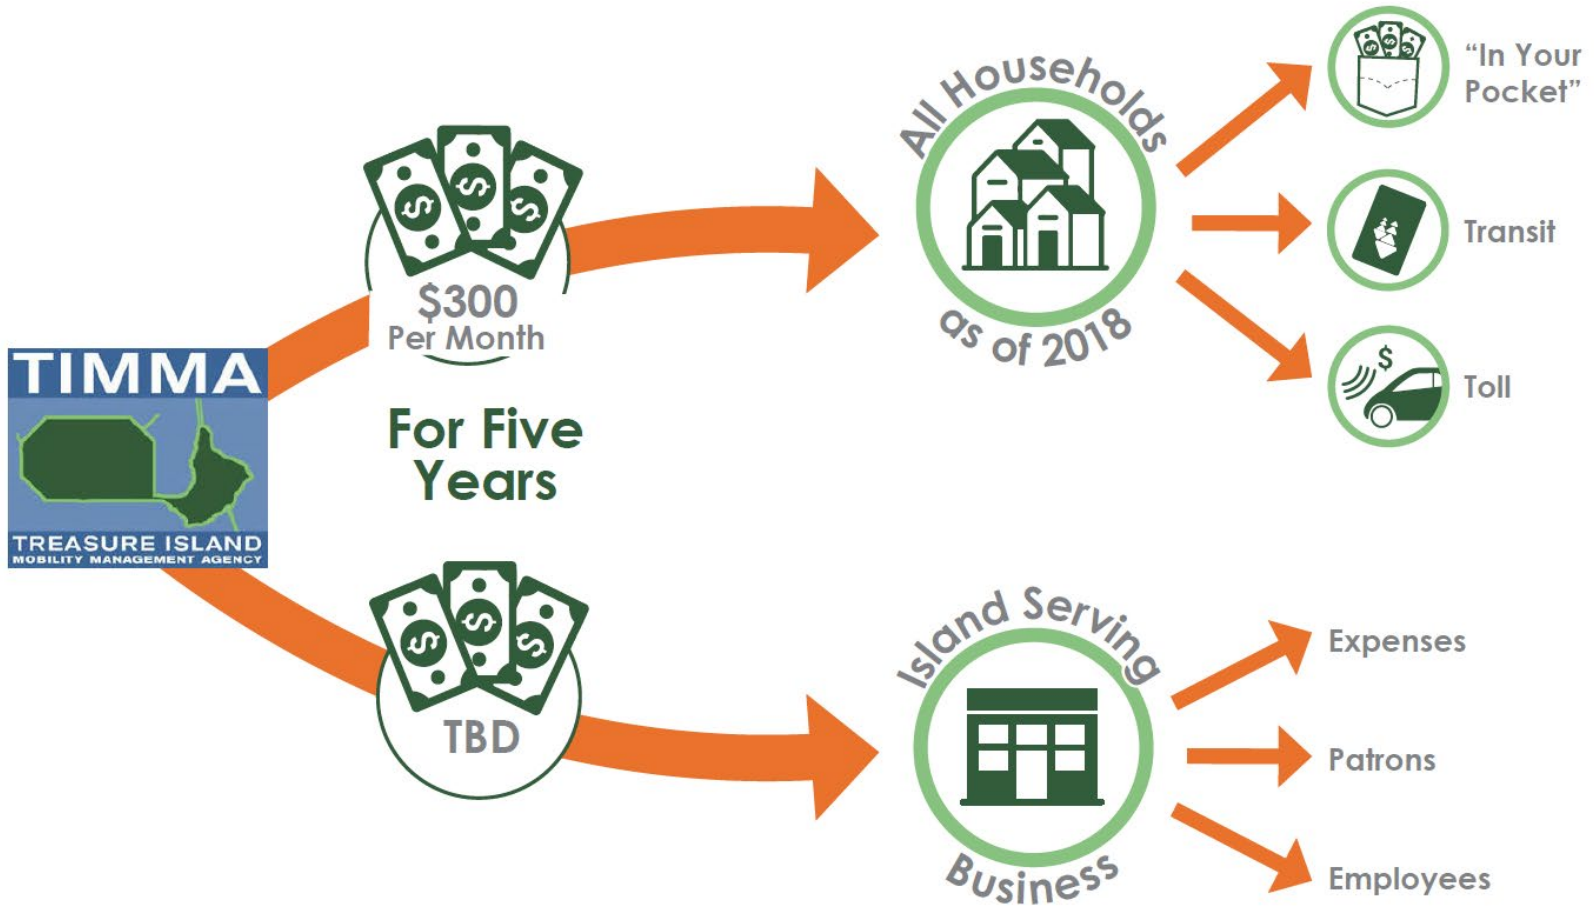 TIMMA
TREASURE ISLAND
MOBILITY MANAGEMENT AGENCY
$300
Per Month
For Five
Years
TBD
All Households
as of 2018
“In Your
Pocket”
Transit
$
Toll
Island Serving
Business
Expenses
Patrons
Employees